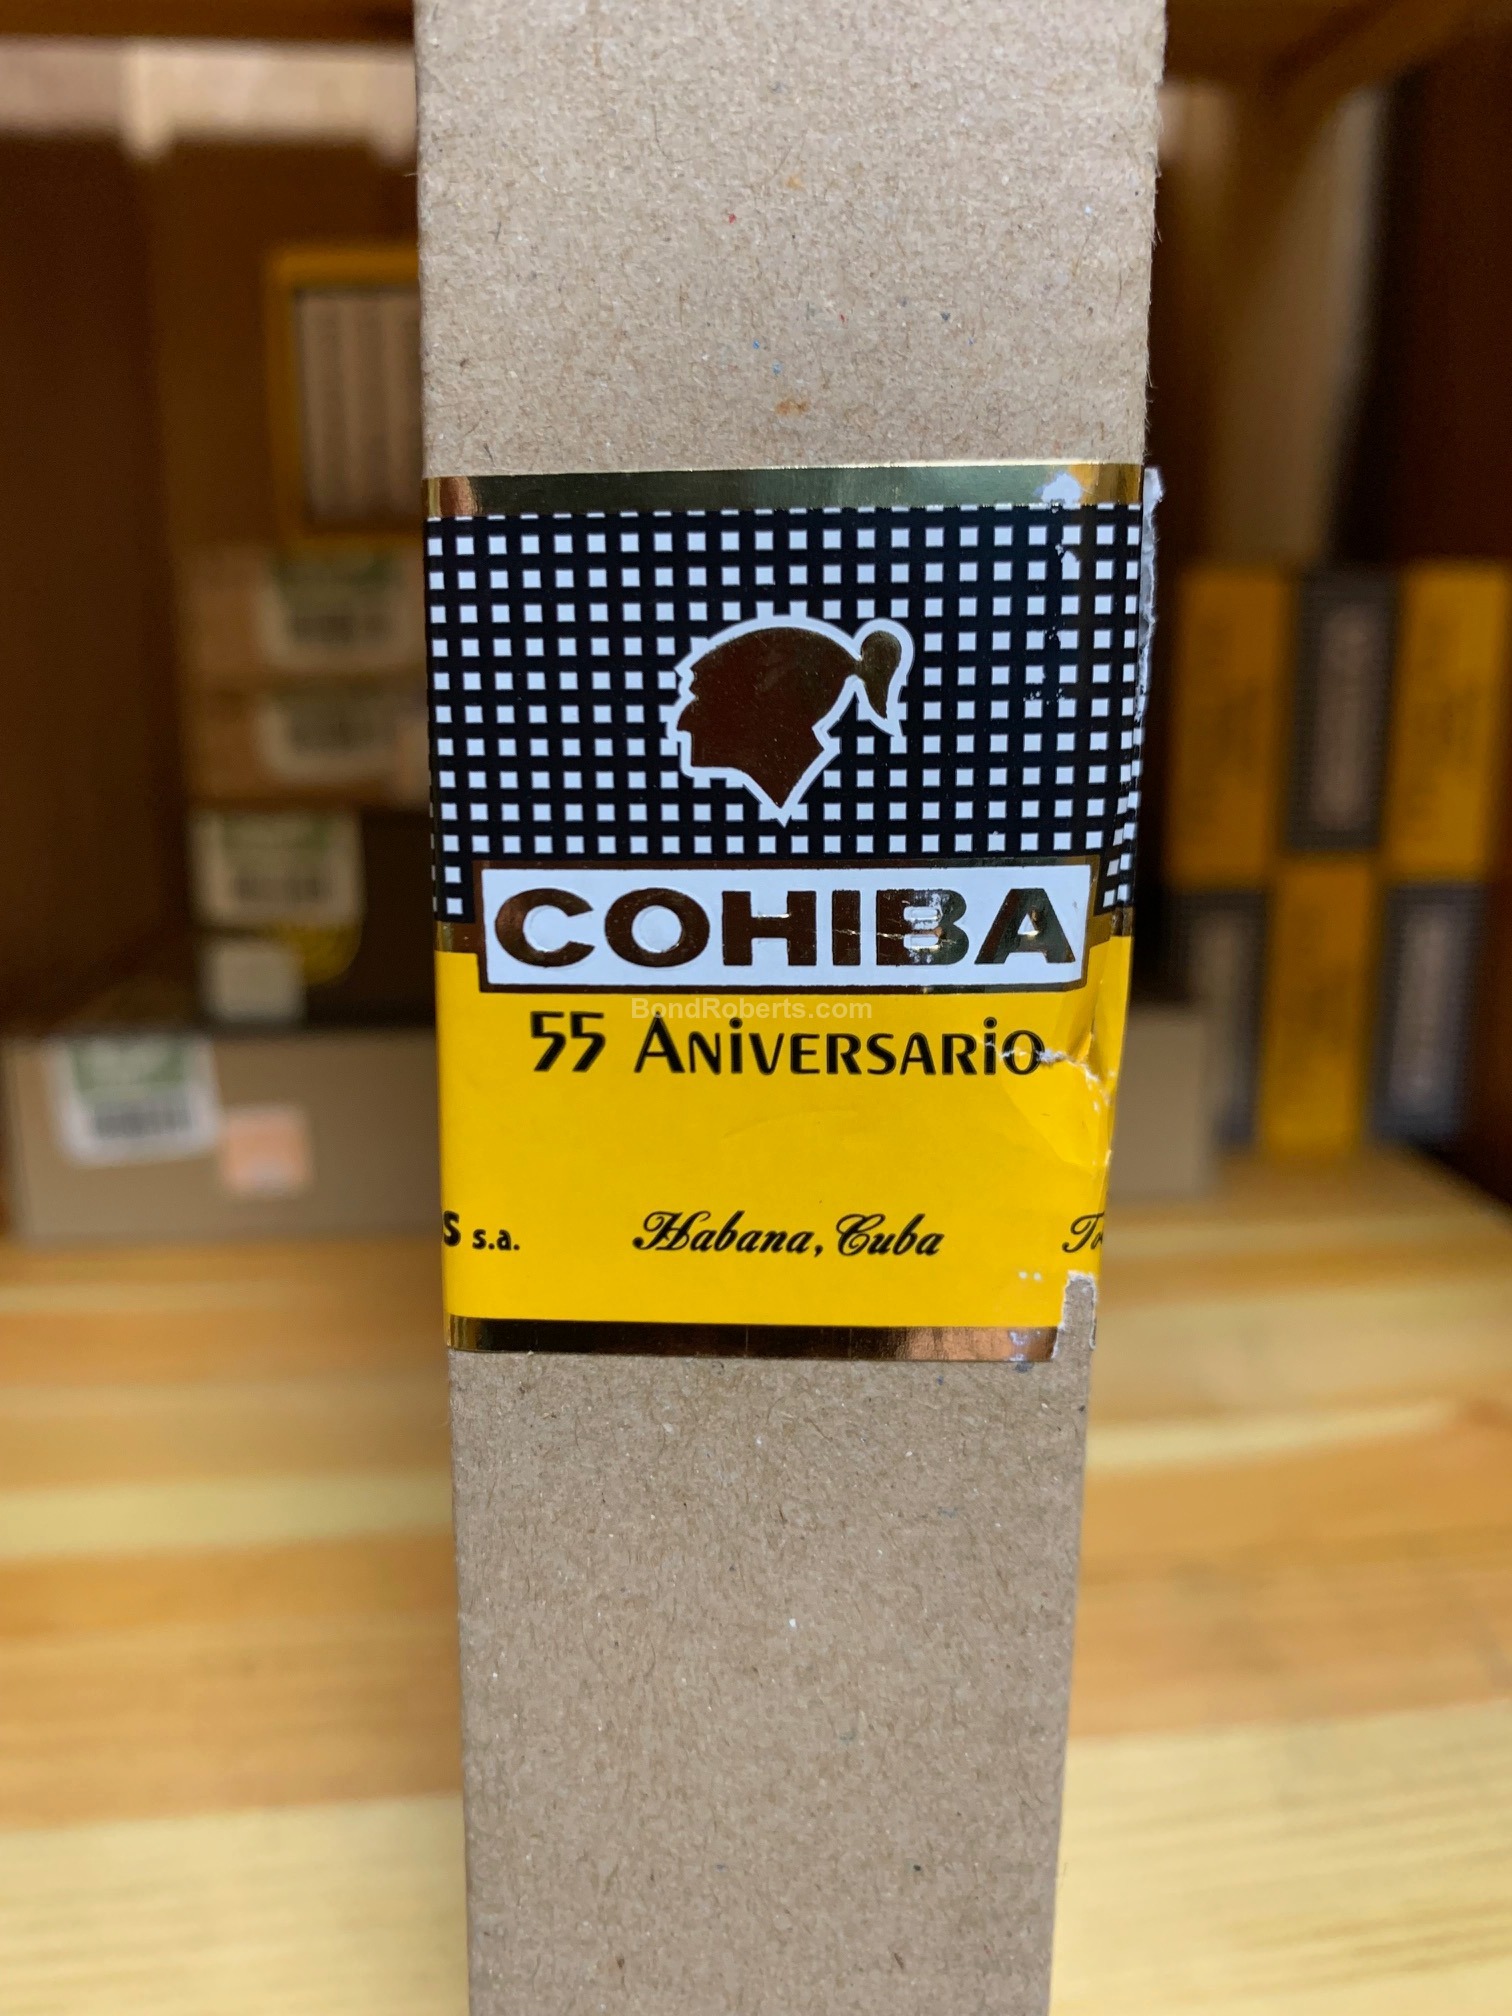 COHIBA
BondRoberts.com
55 ANiVERSARiO
S s.a. Habana, Cuba